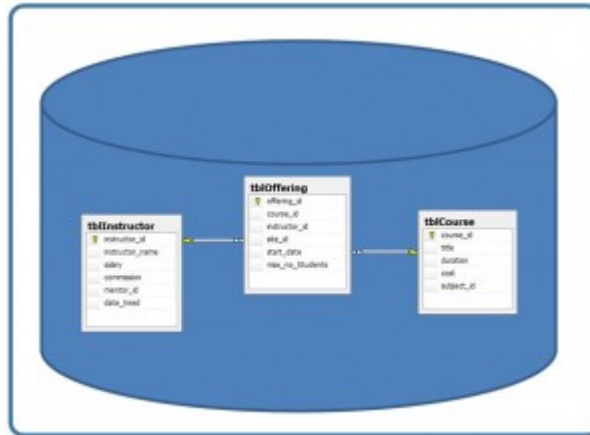 tblInstructor
instructor_id
instructor_name
salary
commission
mentor_id
date_hired
tblOffering
offering_id
course_id
instructor_id
site_id
start_date
max_no_Students
tblCourse
course_id
title
duration
cost
subject_id